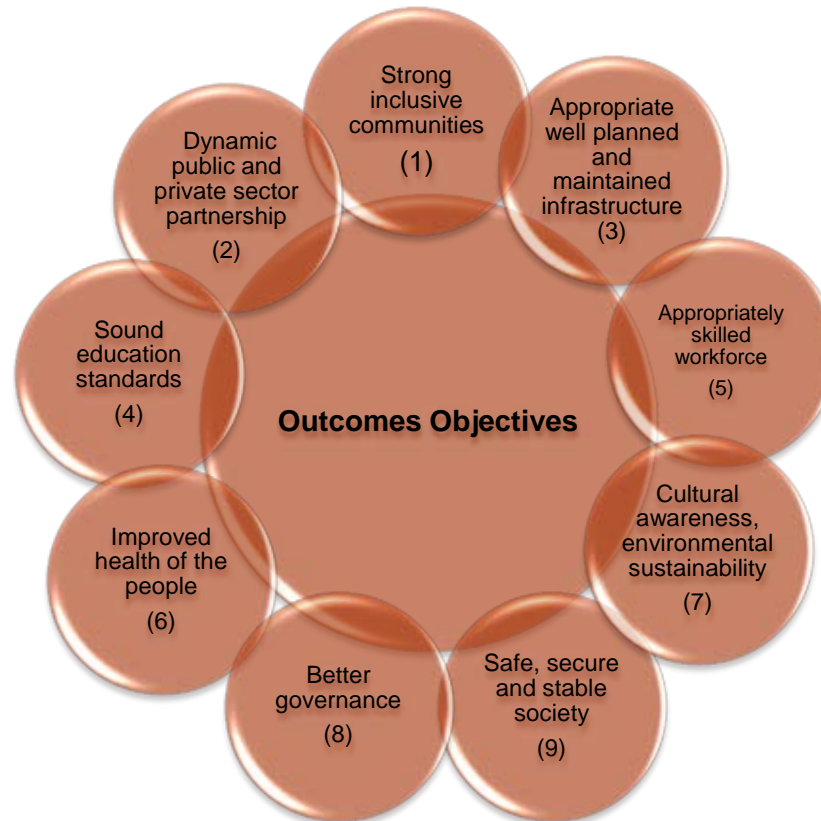 Strong
inclusive
communities
(1)
Dynamic
public and
private sector
partnership
(2)
Appropriate
well planned
and
maintained
infrastructure
(3)
Sound
education
standards
(4)
Appropriately
skilled
workforce
(5)
Outcomes Objectives
Improved
health of the
people
(6)
Cultural
awareness,
environmental
sustainability
(7)
Better
governance
(8)
Safe, secure
and stable
society
(9)